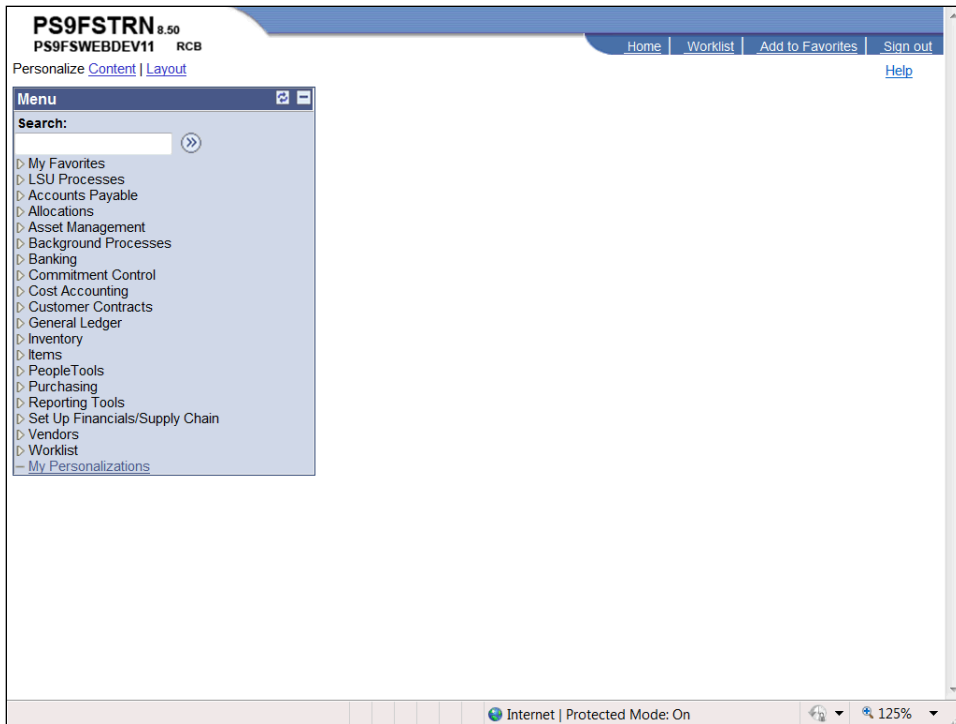 PS9FSTRN 8.50
PS9FSWEBDEV11 RCB
Home Worklist Add to Favorites Sign out
Personalize Content | Layout
Help
Menu
Search:
My Favorites
LSU Processes
Accounts Payable
Allocations
Asset Management
Background Processes
Banking
Commitment Control
Cost Accounting
Customer Contracts
General Ledger
Inventory
Items
PeopleTools
Purchasing
Reporting Tools
Set Up Financials/Supply Chain
Vendors
Worklist
My Personalizations
Internet | Protected Mode: On
125%